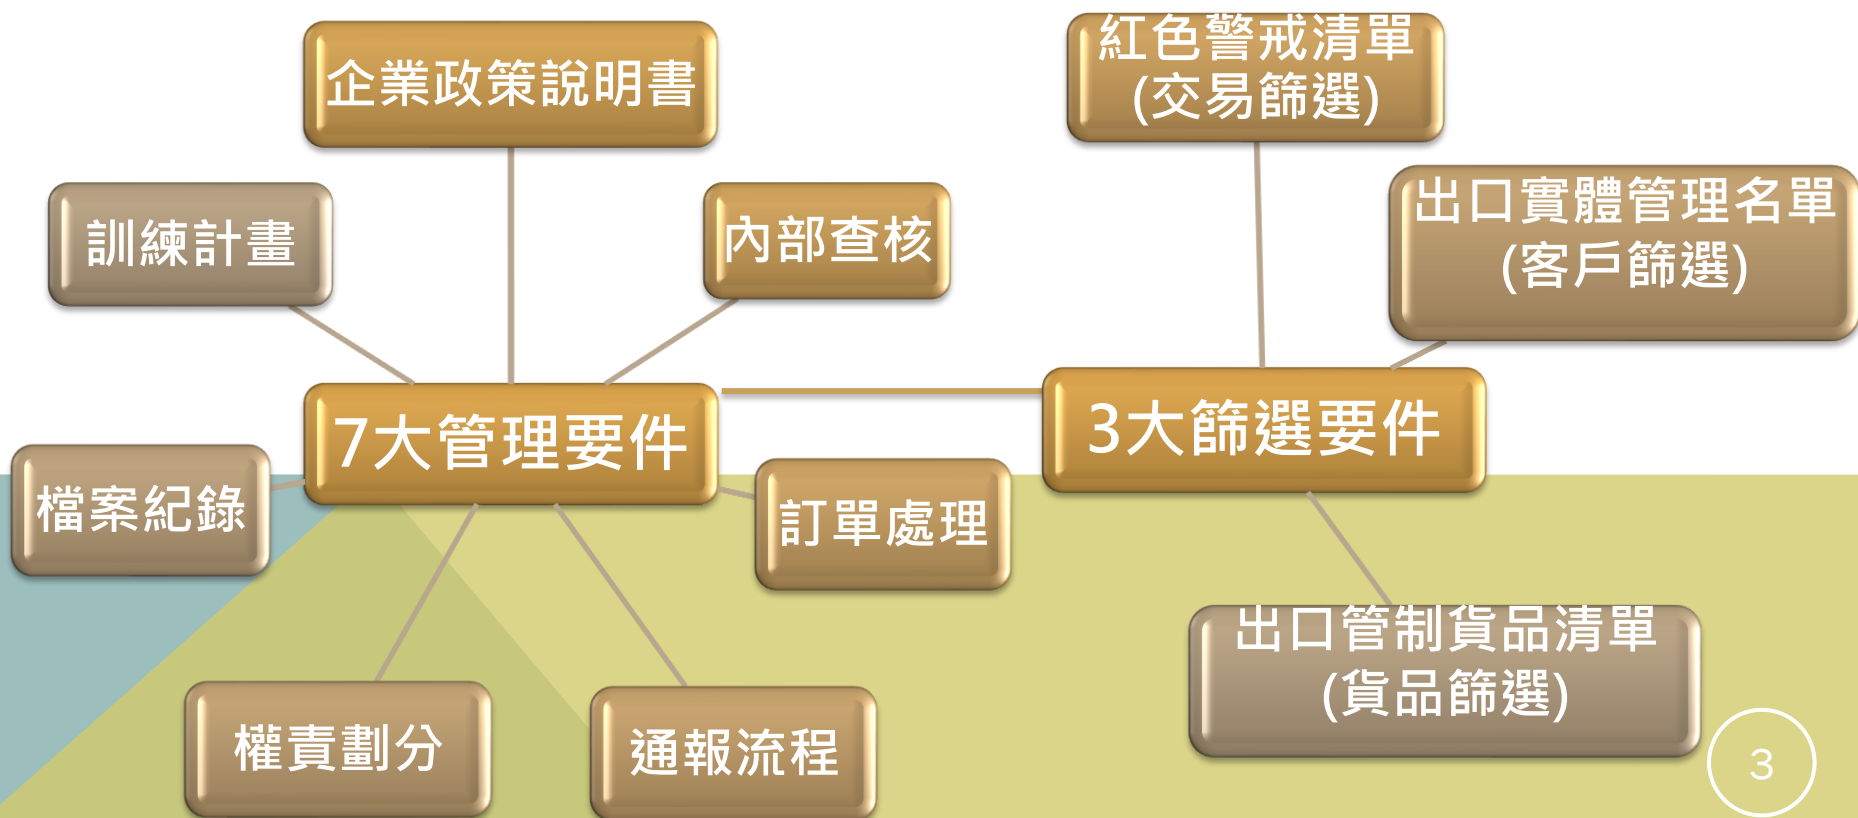 企業政策說明書
紅色警戒清單
(交易篩選)
訓練計畫
內部查核
出口實體管理名單
(客戶篩選)
7大管理要件
3大篩選要件
檔案紀錄
訂單處理
出口管制貨品清單
(貨品篩選)
權責劃分
通報流程
3